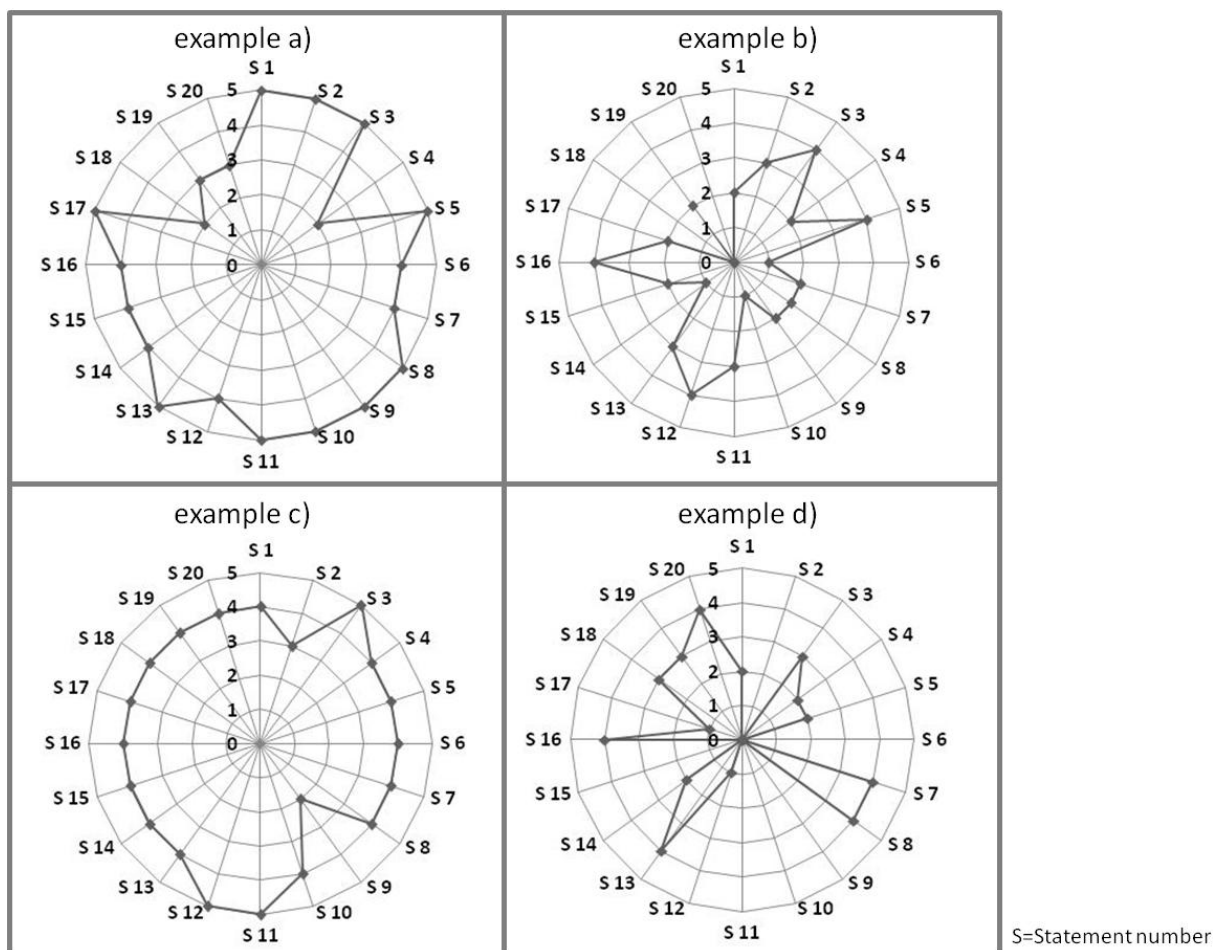 example a)
S 1
S 2
S 3
S 4
S 5
S 6
S 7
S 8
S 9
S 10
S 11
S 12
S 13
S 14
S 15
S 16
S 17
S 18
S 19
S 20
5
4
3
2
1
0
example b)
S 1
S 2
S 3
S 4
S 5
S 6
S 7
S 8
S 9
S 10
S 11
S 12
S 13
S 14
S 15
S 16
S 17
S 18
S 19
S 20
5
4
3
2
1
0
example c)
S 1
S 2
S 3
S 4
S 5
S 6
S 7
S 8
S 9
S 10
S 11
S 12
S 13
S 14
S 15
S 16
S 17
S 18
S 19
S 20
5
4
3
2
1
0
example d)
S 1
S 2
S 3
S 4
S 5
S 6
S 7
S 8
S 9
S 10
S 11
S 12
S 13
S 14
S 15
S 16
S 17
S 18
S 19
S 20
5
4
3
2
1
0
S=Statement number